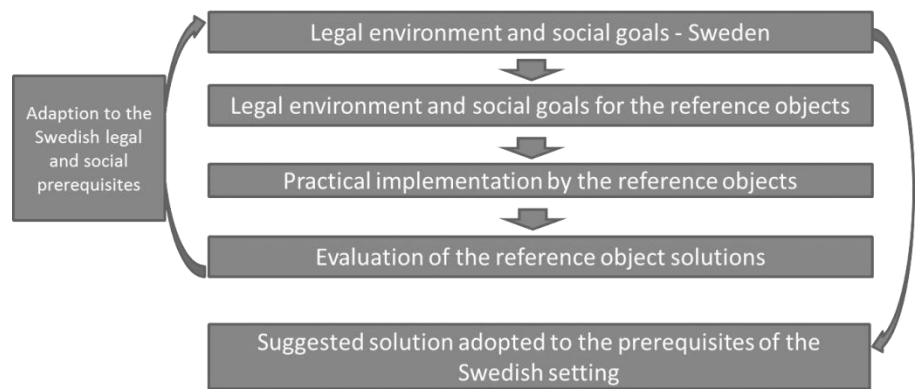 Legal environment and social goals - Sweden
Adaption to the
Swedish legal
and social
prerequisites
Legal environment and social goals for the reference objects
Practical implementation by the reference objects
Evaluation of the reference object solutions
Suggested solution adopted to the prerequisites of the
Swedish setting